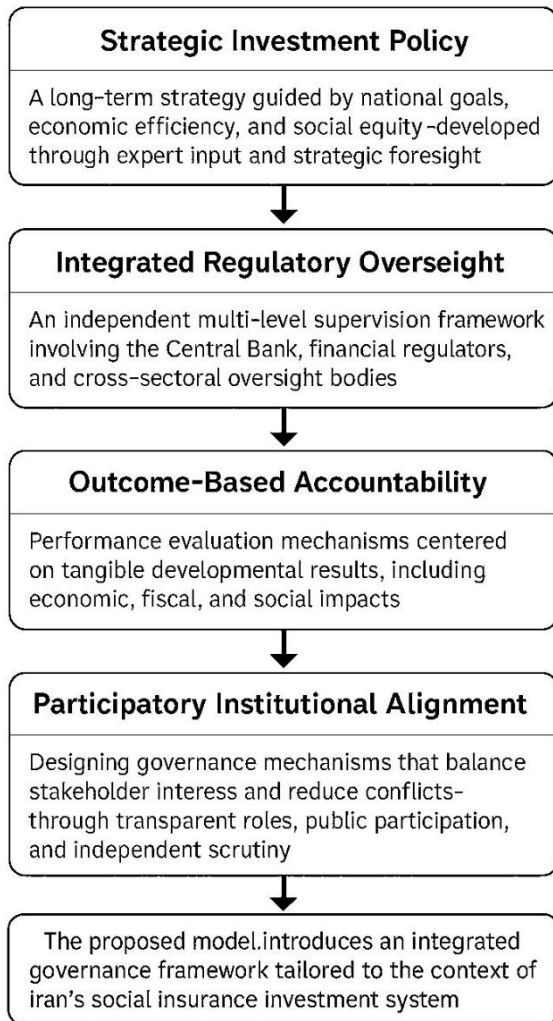 Strategic Investment Policy
A long-term strategy guided by national goals,
economic efficiency, and social equity-developed
through expert input and strategic foresight
Integrated Regulatory Overseight
An independent multi-level supervision framework
involving the Central Bank, financial regulators,
and cross-sectoral oversight bodies
Outcome-Based Accountability
Performance evaluation mechanisms centered
on tangible developmental results, including
economic, fiscal, and social impacts
Participatory Institutional Alignment
Designing governance mechanisms that balance
stakeholder interess and reduce conflicts-
through transparent roles, public participation,
and independent scrutiny
The proposed model.introduces an integrated
governance framework tailored to the context of
iran's social insurance investment system